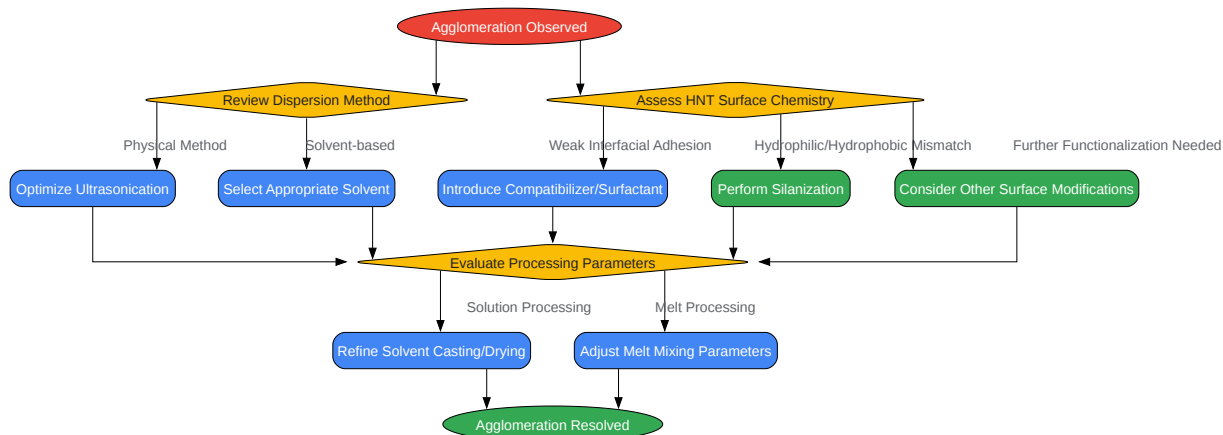 Agglomeration Observed
Review Dispersion Method
Assess HNT Surface Chemistry
Physical Method
Solvent-based
Weak Interfacial Adhesion
Hydrophilic/Hydrophobic Mismatch
Further Functionalization Needed
Optimize Ultrasonication
Select Appropriate Solvent
Introduce Compatibilizer/Surfactant
Perform Silanization
Consider Other Surface Modifications
Evaluate Processing Parameters
Solution Processing
Melt Processing
Refine Solvent Casting/Drying
Adjust Melt Mixing Parameters
Agglomeration Resolved